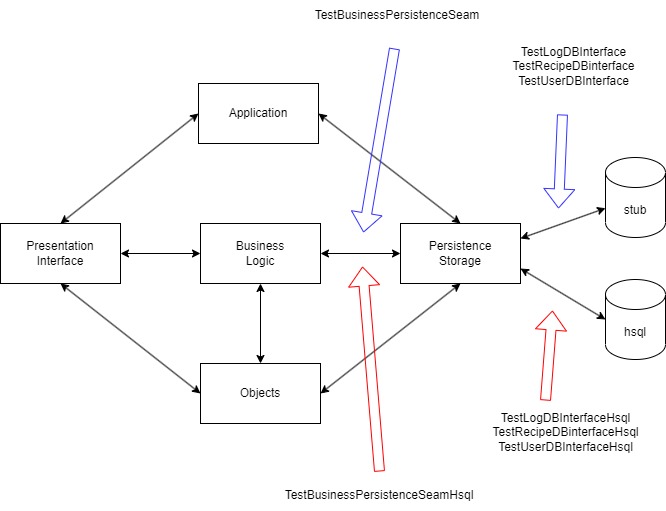 TestBusinessPersistenceSeam
TestLogDBInterface
TestRecipeDBinterface
TestUserDBInterface
Application
Presentation
Interface
Business
Logic
Persistence
Storage
stub
hsql
Objects
TestLogDBInterfaceHsql
TestRecipeDBinterfaceHsql
TestUserDBInterfaceHsql
TestBusinessPersistenceSeamHsql